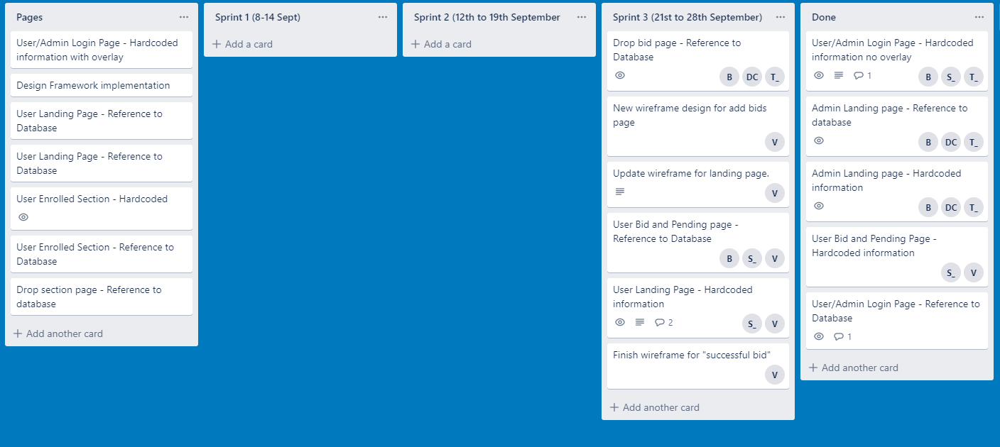 Pages
User/Admin Login Page - Hardcoded
information with overlay
Design Framework implementation
User Landing Page - Reference to
Database
User Landing Page - Reference to
Database
User Enrolled Section - Hardcoded
User Enrolled Section - Reference to
Database
Drop section page - Reference to
database
+ Add another card
Sprint 1 (8-14 Sept)
+ Add a card
Sprint 2 (12th to 19th September
+ Add a card
Sprint 3 (21st to 28th September)
Drop bid page - Reference to
Database
B DC T_
New wireframe design for add bids
page
V
Update wireframe for landing page.
V
User Bid and Pending page -
Reference to Database
B S_ V
User Landing Page - Hardcoded
information
2 S_ V
Finish wireframe for "successful bid"
V
+ Add another card
Done
User/Admin Login Page - Hardcoded
information no overlay
1 B S_ T_
Admin Landing page - Reference to
database
B DC T_
Admin Landing page - Hardcoded
information
B DC T_
User Bid and Pending Page -
Hardcoded information
S_ V
User/Admin Login Page - Reference to
Database
1
+ Add another card